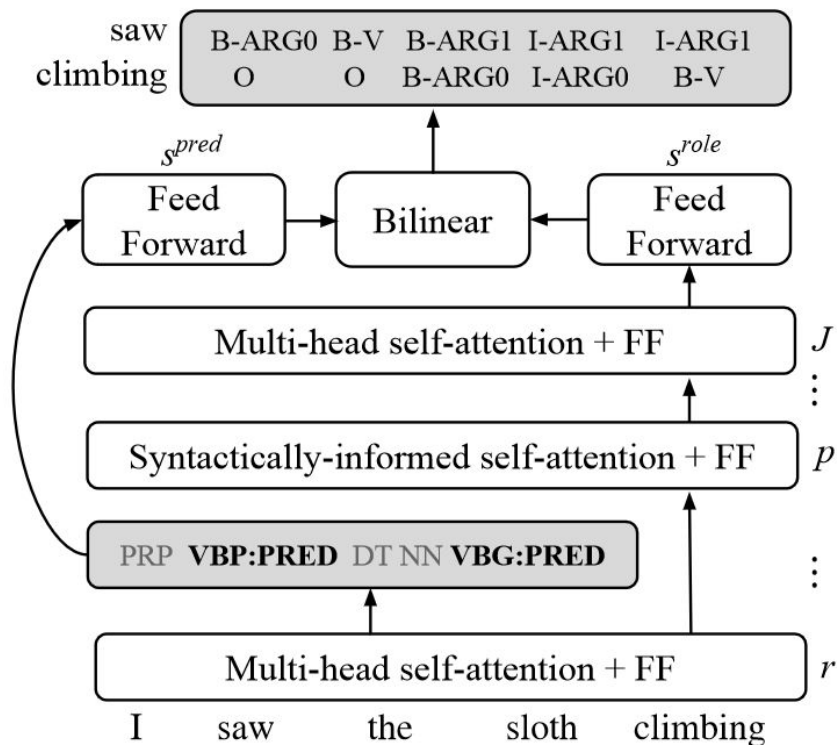 saw B-ARG0 B-V B-ARG1 I-ARG1 I-ARG1
climbing O O B-ARG0 I-ARG0 B-V
s^pred s^role
Feed Forward
Bilinear
Feed Forward
Multi-head self-attention + FF J
⋮
Syntactically-informed self-attention + FF p
PRP VBP:PRED DT NN VBG:PRED
⋮
Multi-head self-attention + FF r
I saw the sloth climbing